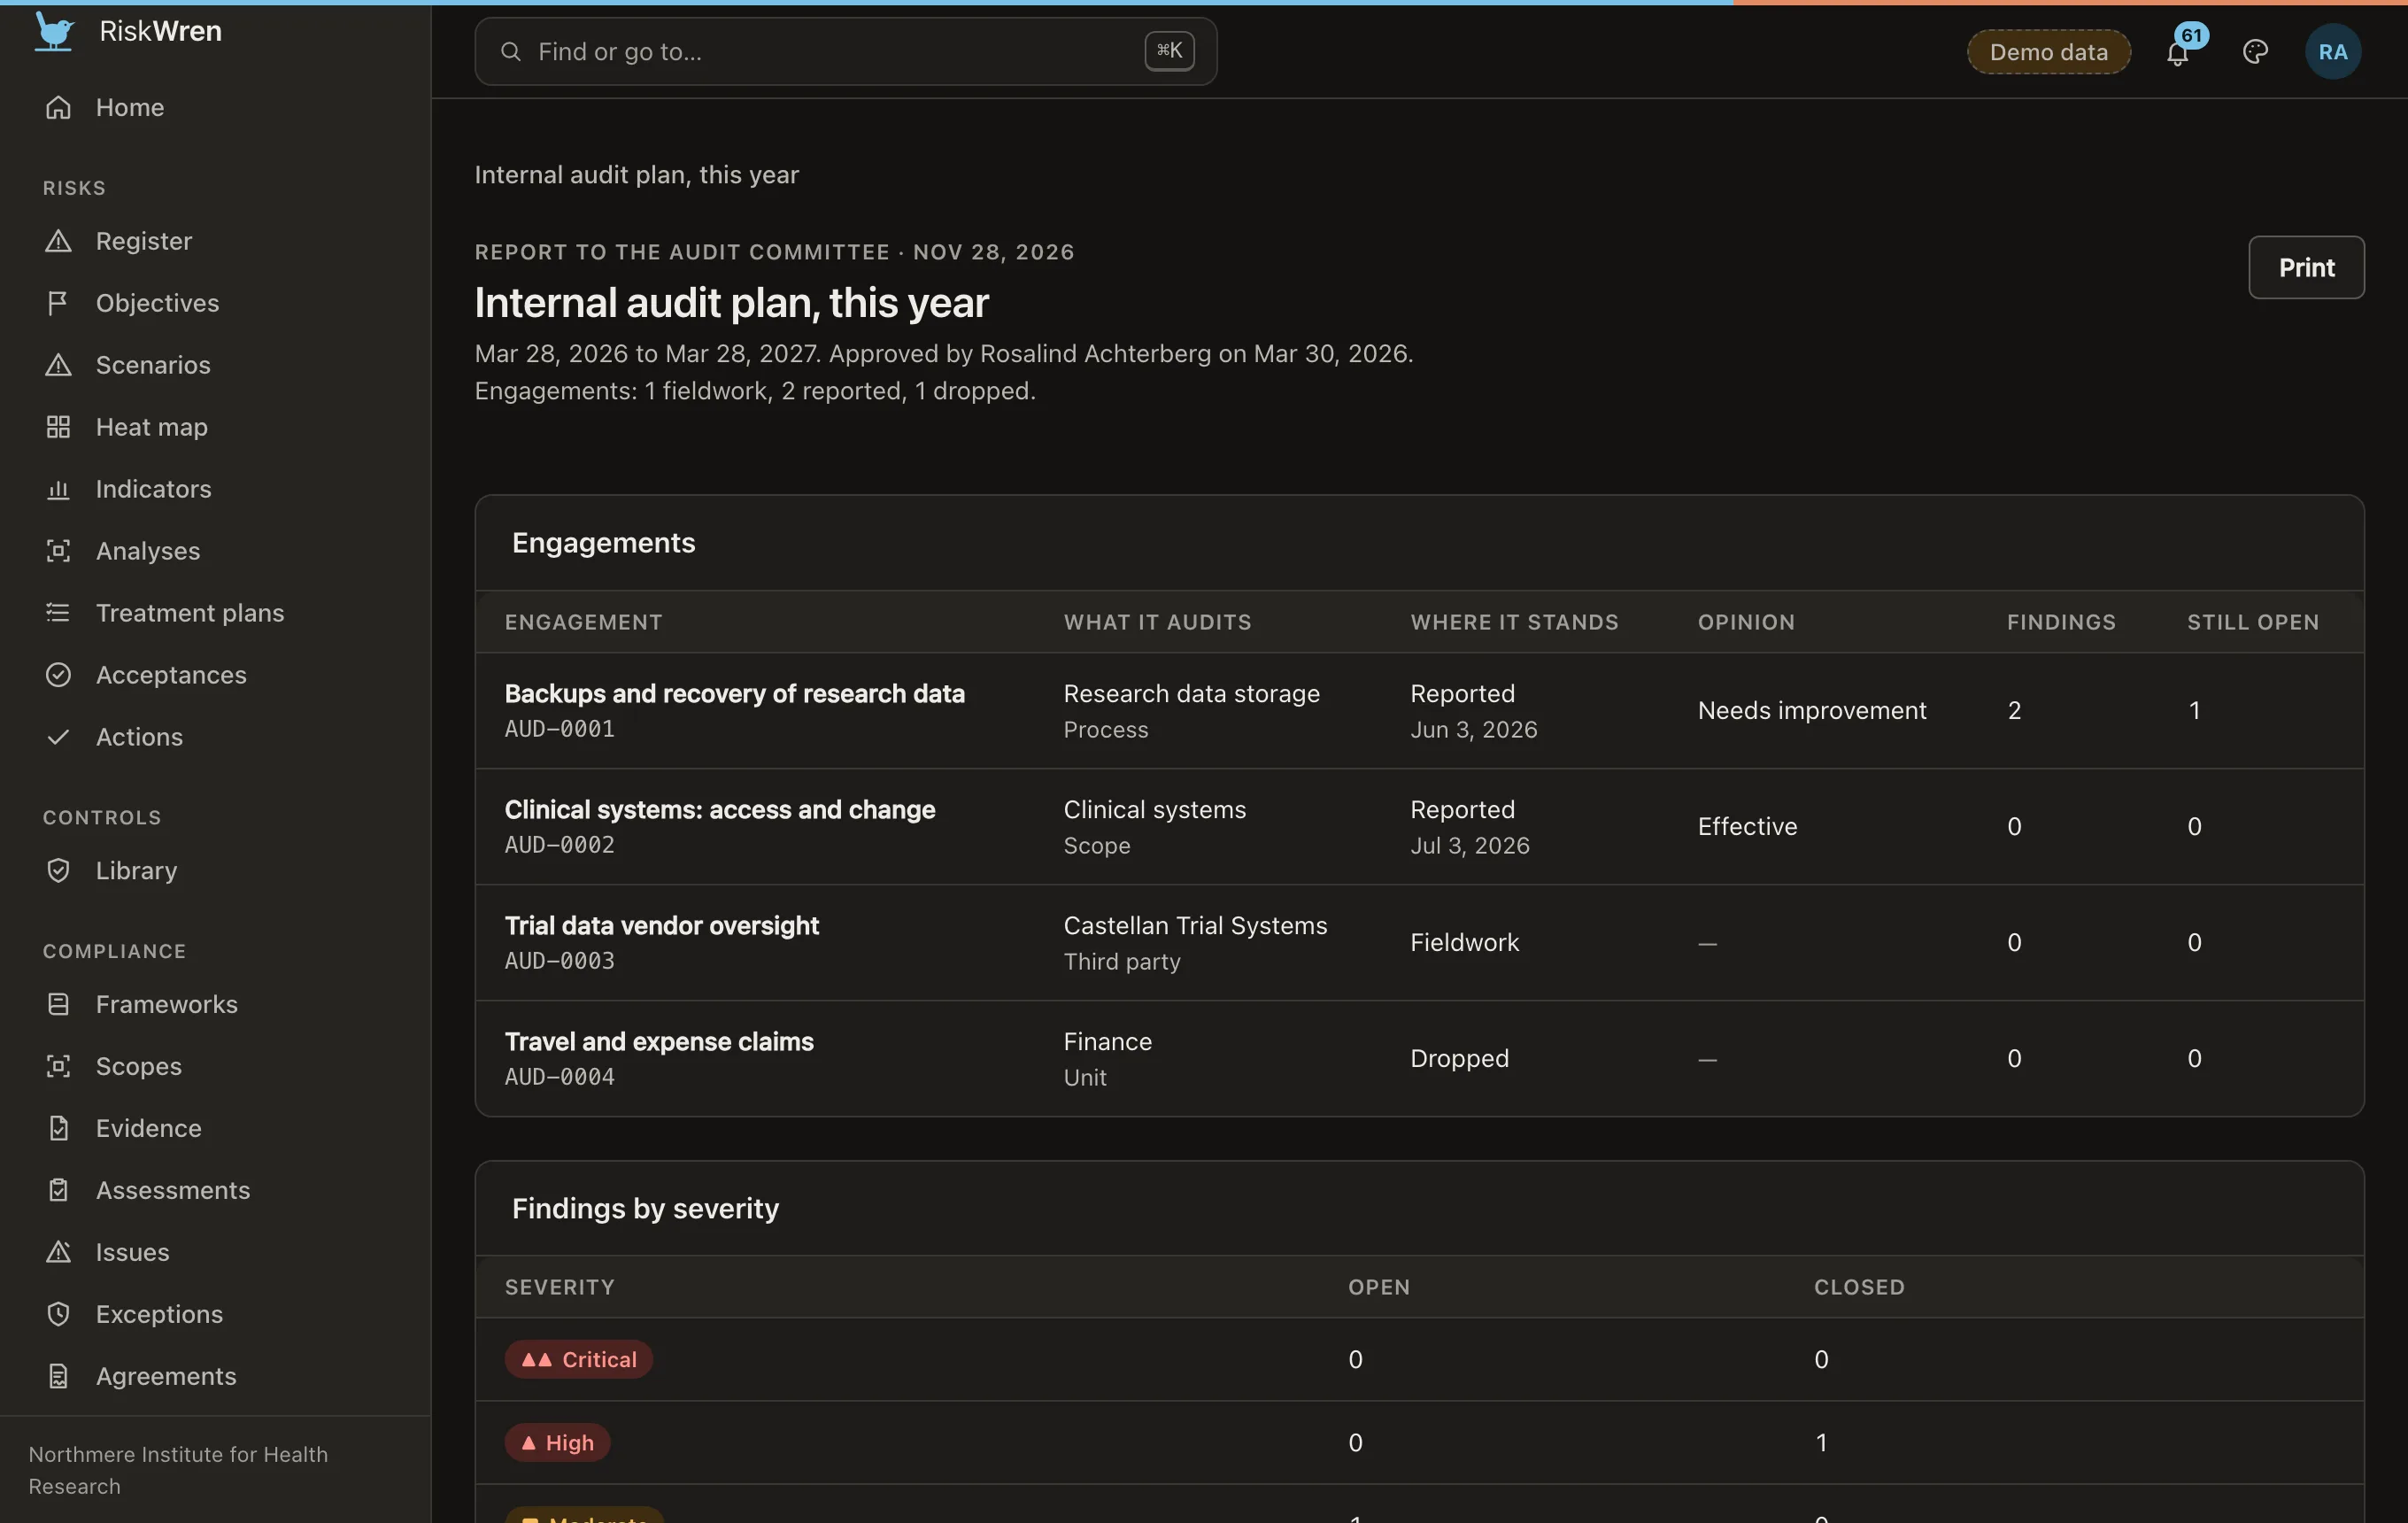 RiskWren
Find or go to...
⌘K
Demo data
61
RA
Home
RISKS
Register
Objectives
Scenarios
Heat map
Indicators
Analyses
Treatment plans
Acceptances
Actions
CONTROLS
Library
COMPLIANCE
Frameworks
Scopes
Evidence
Assessments
Issues
Exceptions
Agreements
Northmere Institute for Health
Research
Internal audit plan, this year
REPORT TO THE AUDIT COMMITTEE · NOV 28, 2026
Internal audit plan, this year
Print
Mar 28, 2026 to Mar 28, 2027. Approved by Rosalind Achterberg on Mar 30, 2026.
Engagements: 1 fieldwork, 2 reported, 1 dropped.
Engagements
ENGAGEMENT WHAT IT AUDITS WHERE IT STANDS OPINION FINDINGS STILL OPEN
Backups and recovery of research data Research data storage Reported Needs improvement 2 1
AUD-0001 Process Jun 3, 2026
Clinical systems: access and change Clinical systems Reported Effective 0 0
AUD-0002 Scope Jul 3, 2026
Trial data vendor oversight Castellan Trial Systems Fieldwork — 0 0
AUD-0003 Third party
Travel and expense claims Finance Dropped — 0 0
AUD-0004 Unit
Findings by severity
SEVERITY OPEN CLOSED
Critical 0 0
High 0 1
Moderate 1 0